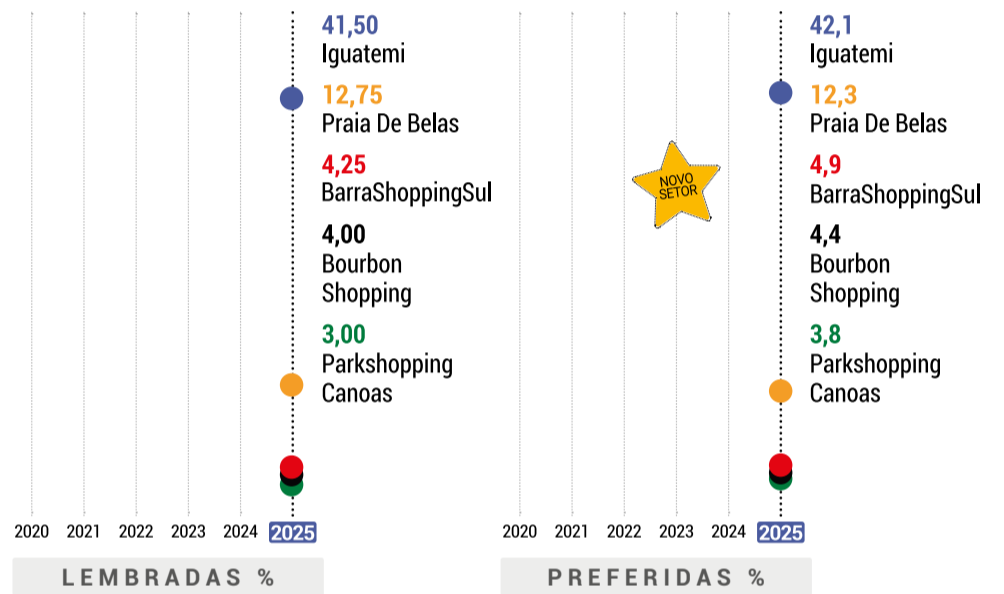 41,50
Iguatemi
12,75
Praia De Belas
4,25
BarraShoppingSul
4,00
Bourbon
Shopping
3,00
Parkshopping
Canoas
2020 2021 2022 2023 2024 2025
LEMBRADAS %
42,1
Iguatemi
12,3
Praia De Belas
NOVO
SETOR
4,9
BarraShoppingSul
4,4
Bourbon
Shopping
3,8
Parkshopping
Canoas
2020 2021 2022 2023 2024 2025
PREFERIDAS %